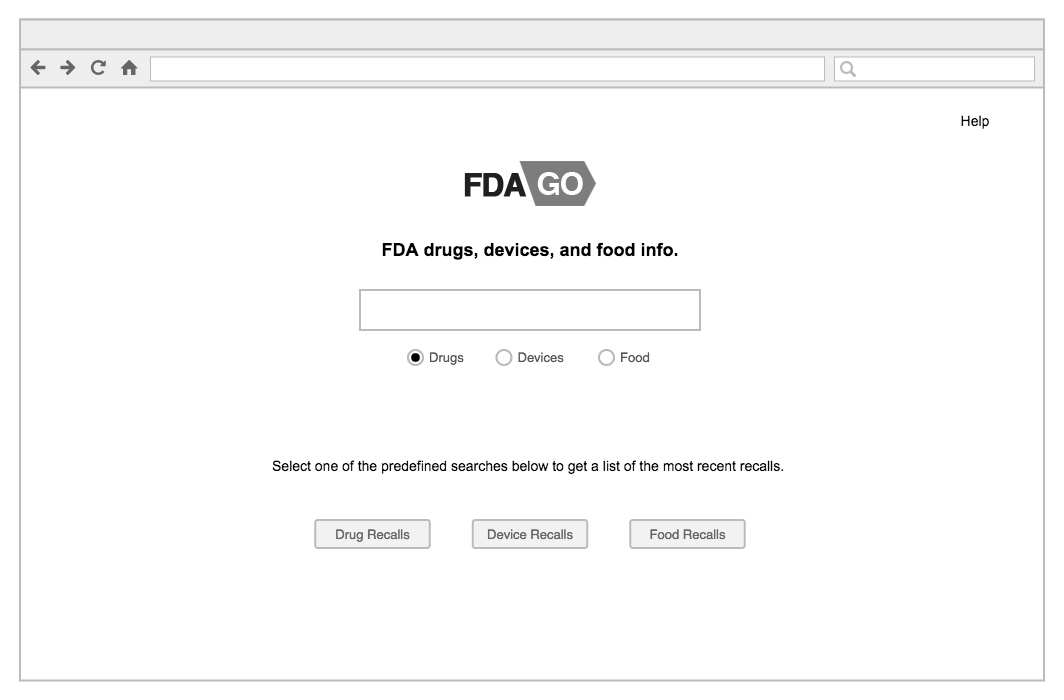 Help
FDA GO
FDA drugs, devices, and food info.
Drugs Devices Food
Select one of the predefined searches below to get a list of the most recent recalls.
Drug Recalls Device Recalls Food Recalls